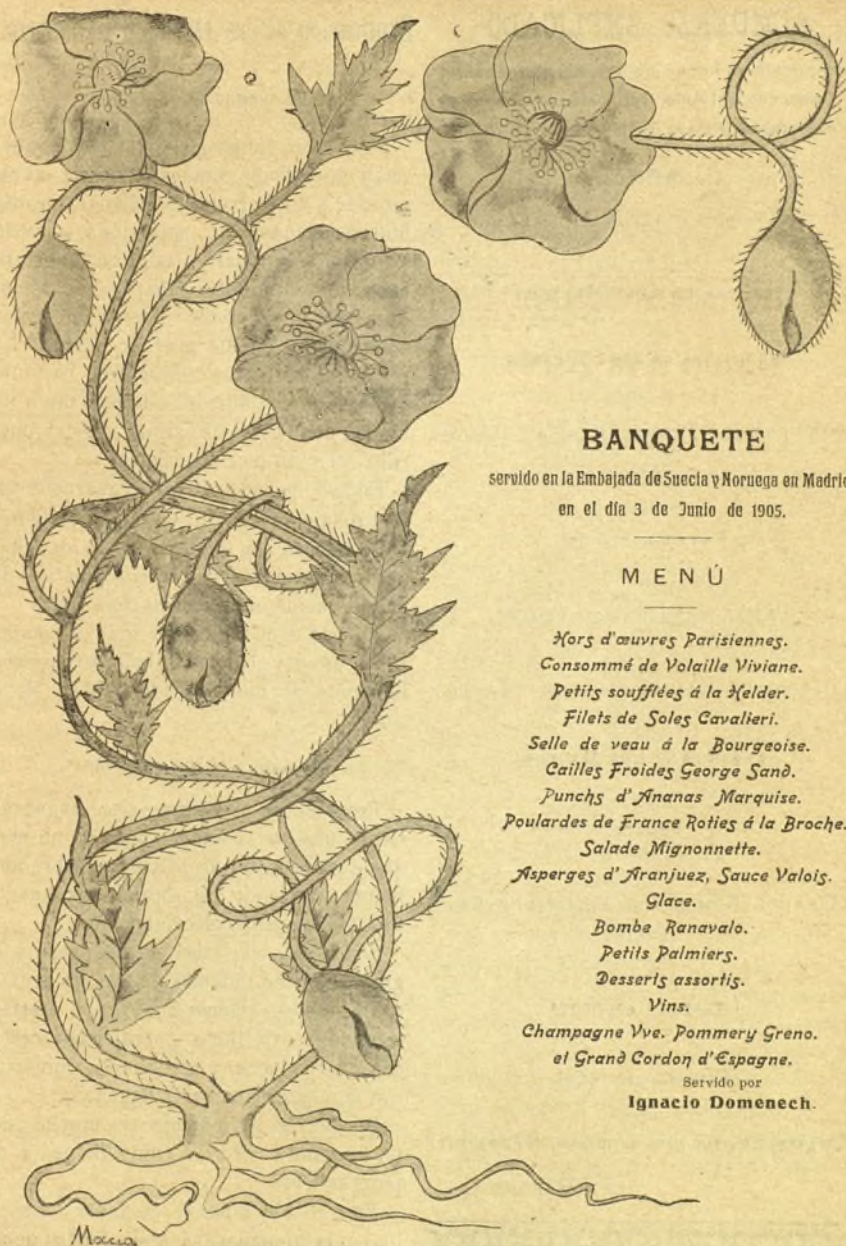 BANQUETE
servido en la Embajada de Suecia y Noruega en Madrid
en el día 3 de Junio de 1905.
MENÚ
Hors d'œuvres Parisiennes.
Consommé de Volaille Viviane.
Petits soufflées á la Helder.
Filets de Soles Cavalieri.
Selle de veau á la Bourgeoise.
Cailles Froides George Sand.
Punchs d'Ananas Marquise.
Poulardes de France Roties á la Broche.
Salade Mignonnette.
Asperges d'Aranjuez, Sauce Valois.
Glace.
Bombe Ranavalo.
Petits Palmiers.
Desserts assortis.
Vins.
Champagne Vve. Pommery Greno.
et Grand Cordon d'Espagne.
Servido por
Ignacio Domenech.
Macia